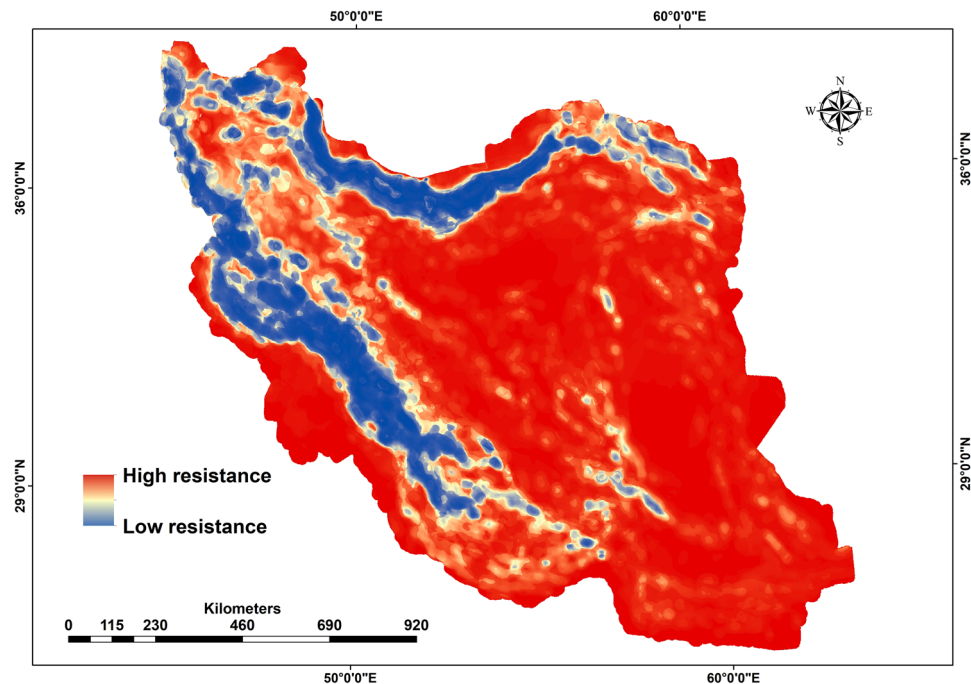 50°0'0"E 60°0'0"E
N
W E
S
36°0'0"N 36°0'0"N
29°0'0"N 29°0'0"N
High resistance
Low resistance
Kilometers
0 115 230 460 690 920
50°0'0"E 60°0'0"E